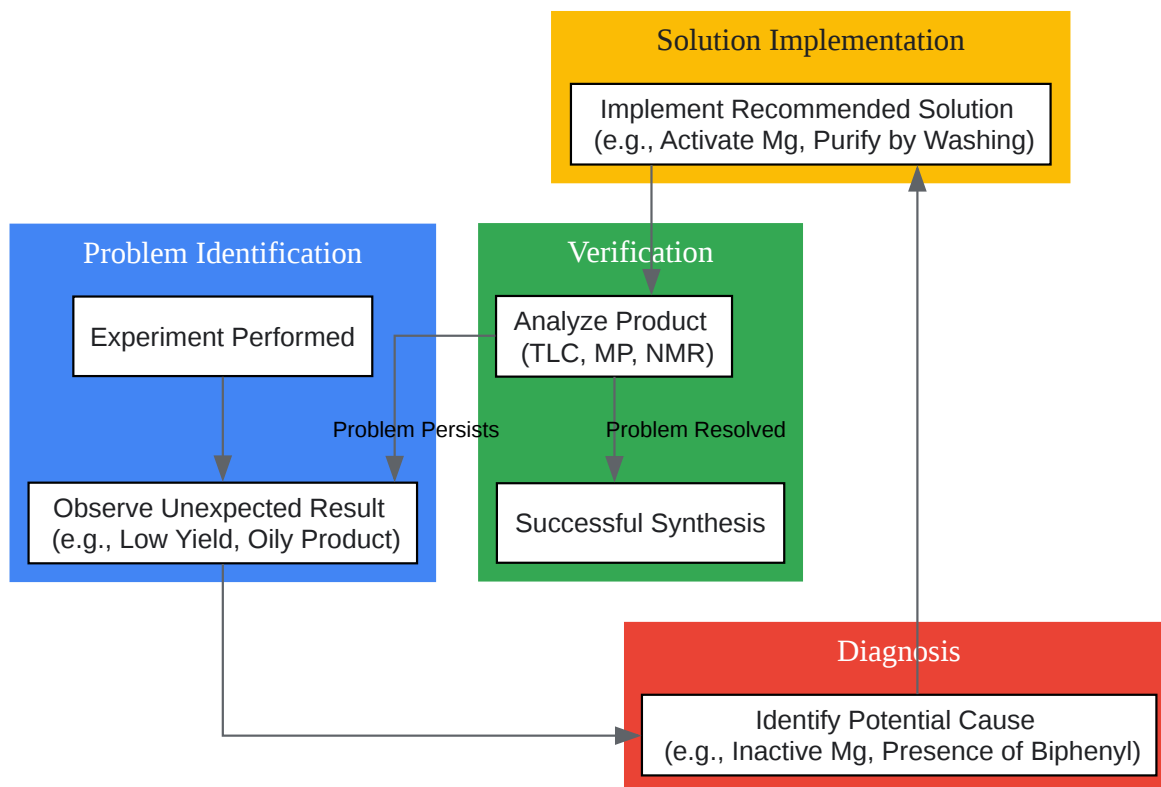 Solution Implementation
Implement Recommended Solution
(e.g., Activate Mg, Purify by Washing)
Problem Identification
Experiment Performed
Observe Unexpected Result
(e.g., Low Yield, Oily Product)
Verification
Analyze Product
(TLC, MP, NMR)
Problem Persists
Problem Resolved
Successful Synthesis
Diagnosis
Identify Potential Cause
(e.g., Inactive Mg, Presence of Biphenyl)